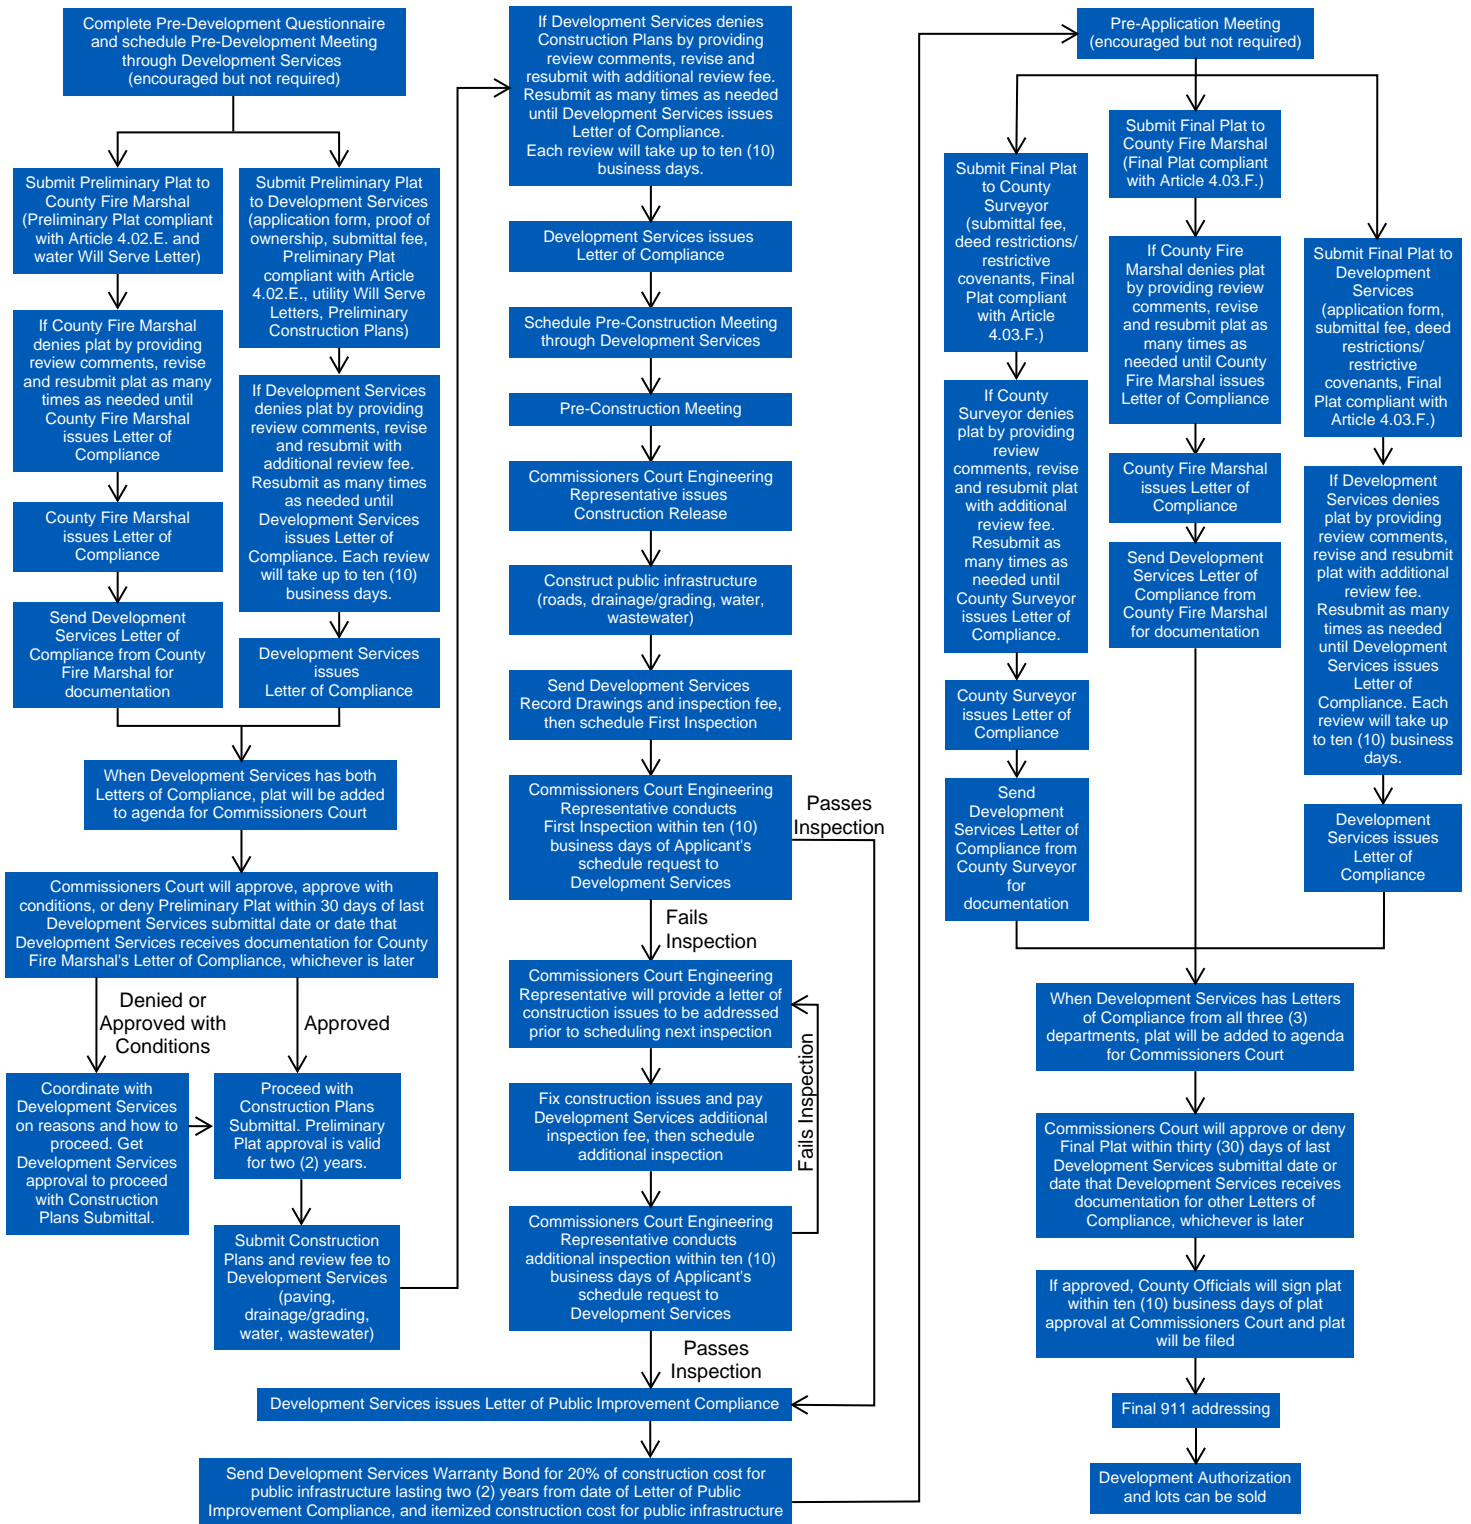 Complete Pre-Development Questionnaire
and schedule Pre-Development Meeting
through Development Services
(encouraged but not required)
Submit Preliminary Plat to
County Fire Marshal
(Preliminary Plat compliant
with Article 4.02.E. and
water Will Serve Letter)
Submit Preliminary Plat
to Development Services
(application form, proof of
ownership, submittal fee,
Preliminary Plat
compliant with Article
4.02.E., utility Will Serve
Letters, Preliminary
Construction Plans)
If County Fire Marshal
denies plat by providing
review comments, revise
and resubmit plat as many
times as needed until
County Fire Marshal
issues Letter of
Compliance
If Development Services
denies plat by providing
review comments, revise
and resubmit with
additional review fee.
Resubmit as many times
as needed until
Development Services
issues Letter of
Compliance. Each review
will take up to ten (10)
business days.
County Fire Marshal
issues Letter of
Compliance
Send Development
Services Letter of
Compliance from County
Fire Marshal for
documentation
Development Services
issues
Letter of Compliance
When Development Services has both
Letters of Compliance, plat will be added
to agenda for Commissioners Court
Commissioners Court will approve, approve with
conditions, or deny Preliminary Plat within 30 days of last
Development Services submittal date or date that
Development Services receives documentation for County
Fire Marshal's Letter of Compliance, whichever is later
Denied or
Approved with
Conditions
Approved
Coordinate with
Development Services
on reasons and how to
proceed. Get
Development Services
approval to proceed
with Construction
Plans Submittal.
Proceed with
Construction Plans
Submittal. Preliminary
Plat approval is valid
for two (2) years.
Submit Construction
Plans and review fee to
Development Services
(paving,
drainage/grading,
water, wastewater)
If Development Services denies
Construction Plans by providing
review comments, revise and
resubmit with additional review fee.
Resubmit as many times as needed
until Development Services issues
Letter of Compliance.
Each review will take up to ten (10)
business days.
Development Services issues
Letter of Compliance
Schedule Pre-Construction Meeting
through Development Services
Pre-Construction Meeting
Commissioners Court Engineering
Representative issues
Construction Release
Construct public infrastructure
(roads, drainage/grading, water,
wastewater)
Send Development Services
Record Drawings and inspection fee,
then schedule First Inspection
Commissioners Court Engineering
Representative conducts
First Inspection within ten (10)
business days of Applicant's
schedule request to
Development Services
Passes
Inspection
Fails
Inspection
Commissioners Court Engineering
Representative will provide a letter of
construction issues to be addressed
prior to scheduling next inspection
Fix construction issues and pay
Development Services additional
inspection fee, then schedule
additional inspection
Fails Inspection
Commissioners Court Engineering
Representative conducts
additional inspection within ten (10)
business days of Applicant's
schedule request to
Development Services
Passes
Inspection
Development Services issues Letter of Public Improvement Compliance
Send Development Services Warranty Bond for 20% of construction cost for
public infrastructure lasting two (2) years from date of Letter of Public
Improvement Compliance, and itemized construction cost for public infrastructure
Pre-Application Meeting
(encouraged but not required)
Submit Final Plat
to County
Surveyor
(submittal fee,
deed restrictions/
restrictive
covenants, Final
Plat compliant
with Article
4.03.F.)
If County
Surveyor denies
plat by providing
review
comments, revise
and resubmit plat
with additional
review fee.
Resubmit as
many times as
needed until
County Surveyor
issues Letter of
Compliance.
County Surveyor
issues Letter of
Compliance
Send
Development
Services Letter of
Compliance from
County Surveyor
for
documentation
Submit Final Plat to
County Fire Marshal
(Final Plat compliant
with Article 4.03.F.)
If County Fire
Marshal denies plat
by providing review
comments, revise
and resubmit plat as
many times as
needed until County
Fire Marshal issues
Letter of Compliance
County Fire Marshal
issues Letter of
Compliance
Send Development
Services Letter of
Compliance from
County Fire Marshal
for documentation
Submit Final Plat to
Development
Services
(application form,
submittal fee, deed
restrictions/
restrictive
covenants, Final
Plat compliant with
Article 4.03.F.)
If Development
Services denies
plat by providing
review comments,
revise and resubmit
plat with additional
review fee.
Resubmit as many
times as needed
until Development
Services issues
Letter of
Compliance. Each
review will take up
to ten (10) business
days.
Development
Services issues
Letter of
Compliance
When Development Services has Letters
of Compliance from all three (3)
departments, plat will be added to agenda
for Commissioners Court
Commissioners Court will approve or deny
Final Plat within thirty (30) days of last
Development Services submittal date or
date that Development Services receives
documentation for other Letters of
Compliance, whichever is later
If approved, County Officials will sign plat
within ten (10) business days of plat
approval at Commissioners Court and plat
will be filed
Final 911 addressing
Development Authorization
and lots can be sold